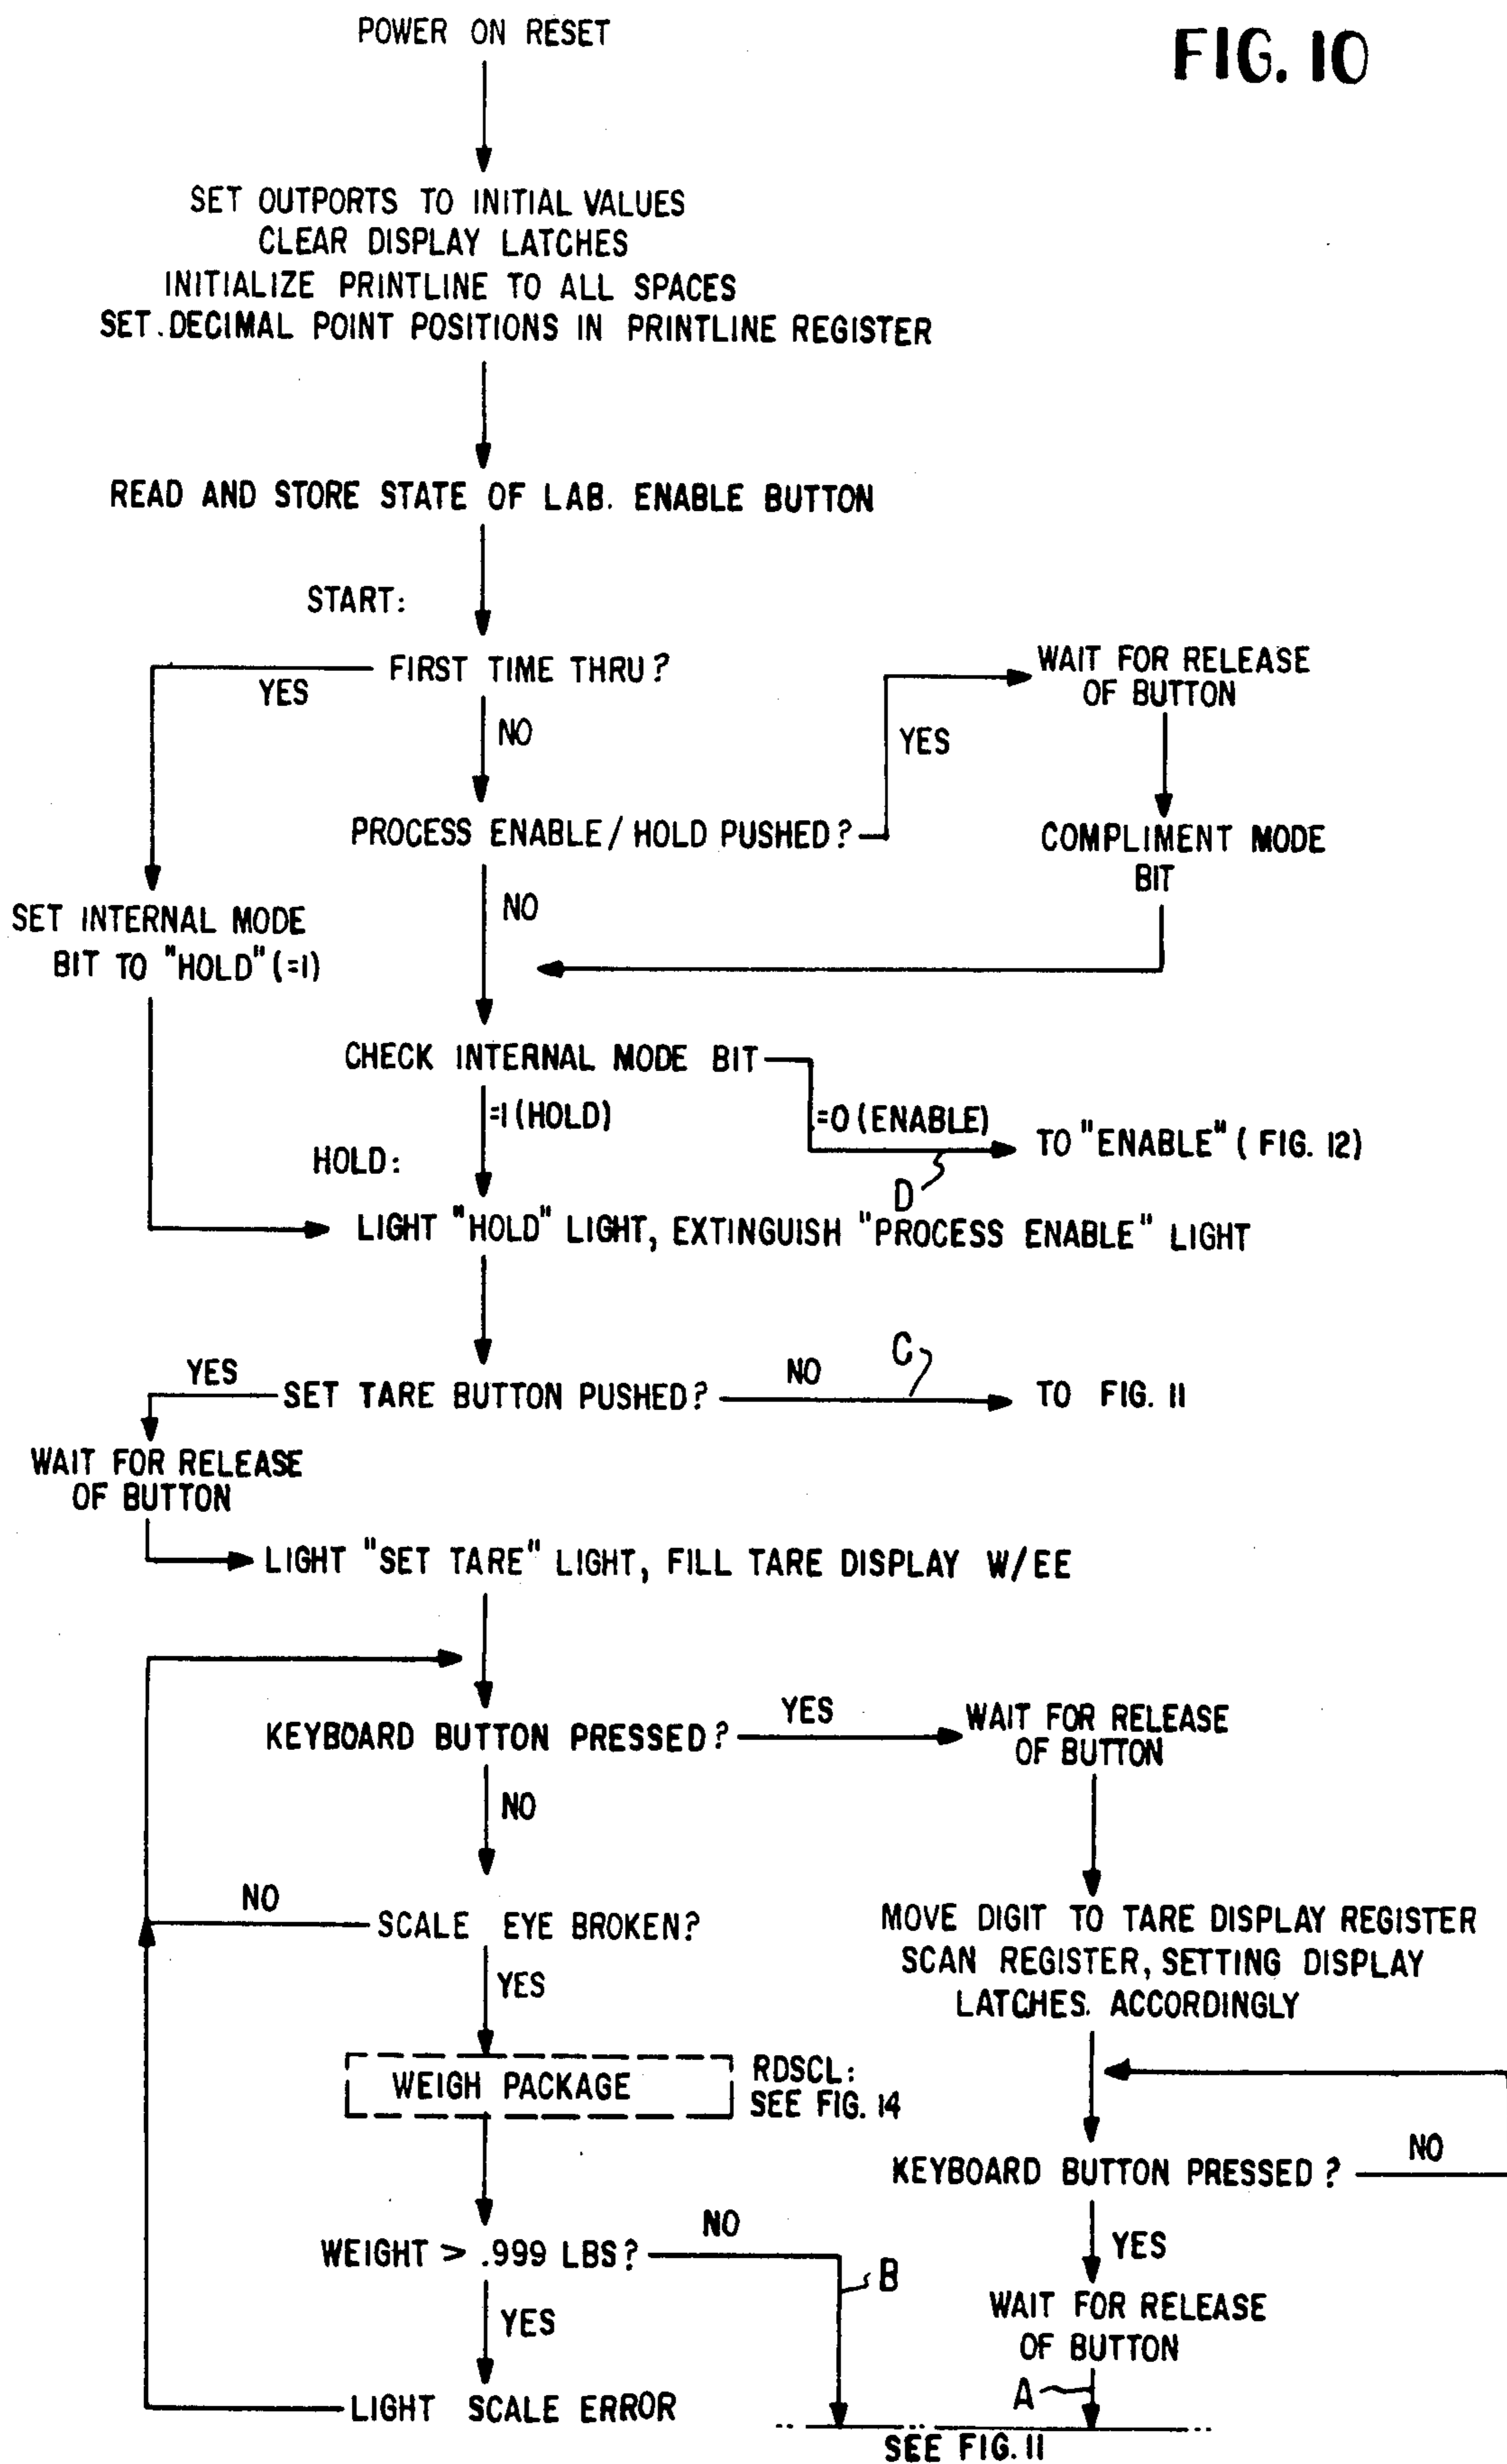 FIG. 10
POWER ON RESET
SET OUTPORTS TO INITIAL VALUES
CLEAR DISPLAY LATCHES
INITIALIZE PRINTLINE TO ALL SPACES
SET.DECIMAL POINT POSITIONS IN PRINTLINE REGISTER
READ AND STORE STATE OF LAB. ENABLE BUTTON
START:
FIRST TIME THRU?
YES
NO
WAIT FOR RELEASE
OF BUTTON
YES
PROCESS ENABLE/HOLD PUSHED?
COMPLIMENT MODE
BIT
NO
SET INTERNAL MODE
BIT TO "HOLD" (=1)
CHECK INTERNAL MODE BIT
=1 (HOLD)
=0 (ENABLE)
TO "ENABLE" ( FIG. 12)
D
HOLD:
LIGHT "HOLD" LIGHT, EXTINGUISH "PROCESS ENABLE" LIGHT
YES
SET TARE BUTTON PUSHED?
NO
C
TO FIG. 11
WAIT FOR RELEASE
OF BUTTON
LIGHT "SET TARE" LIGHT, FILL TARE DISPLAY W/EE
KEYBOARD BUTTON PRESSED?
YES
WAIT FOR RELEASE
OF BUTTON
NO
NO
SCALE EYE BROKEN?
MOVE DIGIT TO TARE DISPLAY REGISTER
SCAN REGISTER, SETTING DISPLAY
LATCHES. ACCORDINGLY
YES
WEIGH PACKAGE
RDSCL:
SEE FIG. 14
KEYBOARD BUTTON PRESSED?
NO
WEIGHT > .999 LBS?
NO
YES
B
YES
WAIT FOR RELEASE
OF BUTTON
A
LIGHT SCALE ERROR
SEE FIG. 11